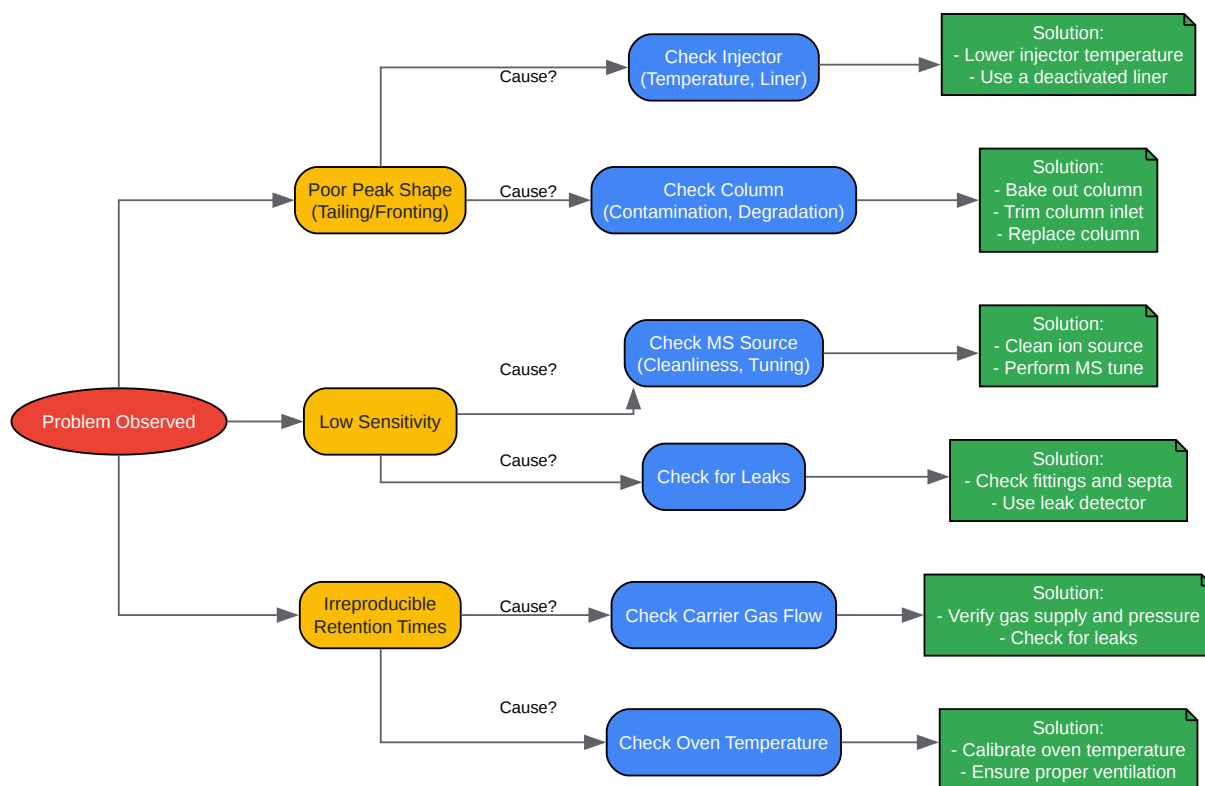 Check Injector
(Temperature, Liner)
Solution:
- Lower injector temperature
- Use a deactivated liner
Cause?
Poor Peak Shape
(Tailing/Fronting)
Cause?
Check Column
(Contamination, Degradation)
Solution:
- Bake out column
- Trim column inlet
- Replace column
Problem Observed
Low Sensitivity
Cause?
Check MS Source
(Cleanliness, Tuning)
Solution:
- Clean ion source
- Perform MS tune
Cause?
Check for Leaks
Solution:
- Check fittings and septa
- Use leak detector
Irreproducible
Retention Times
Cause?
Check Carrier Gas Flow
Solution:
- Verify gas supply and pressure
- Check for leaks
Cause?
Check Oven Temperature
Solution:
- Calibrate oven temperature
- Ensure proper ventilation